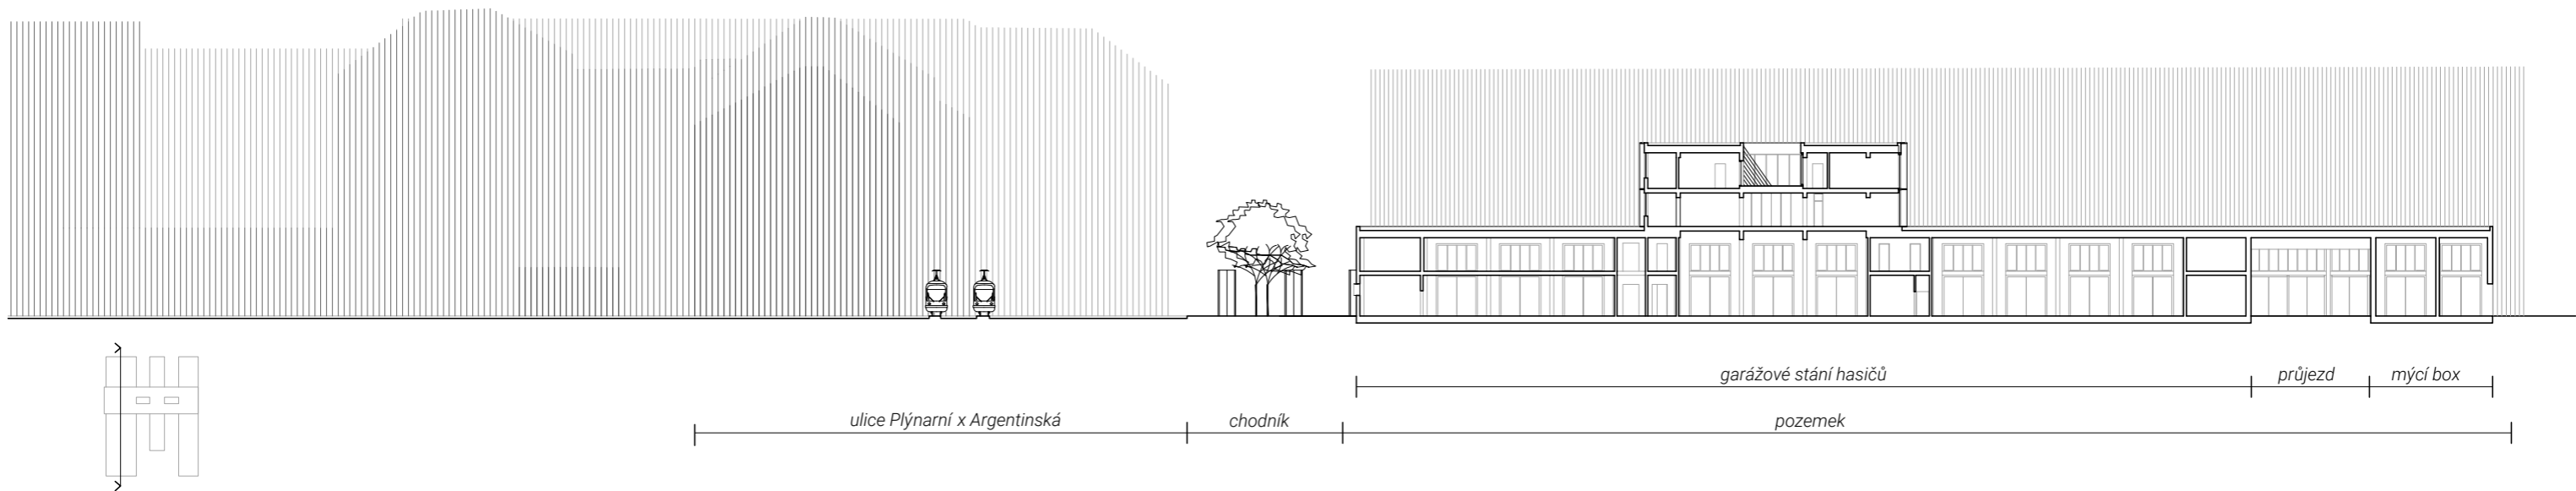 garážové stání hasičů
průjezd
mýcí box
ulice Plýnarní x Argentinská
chodník
pozemek